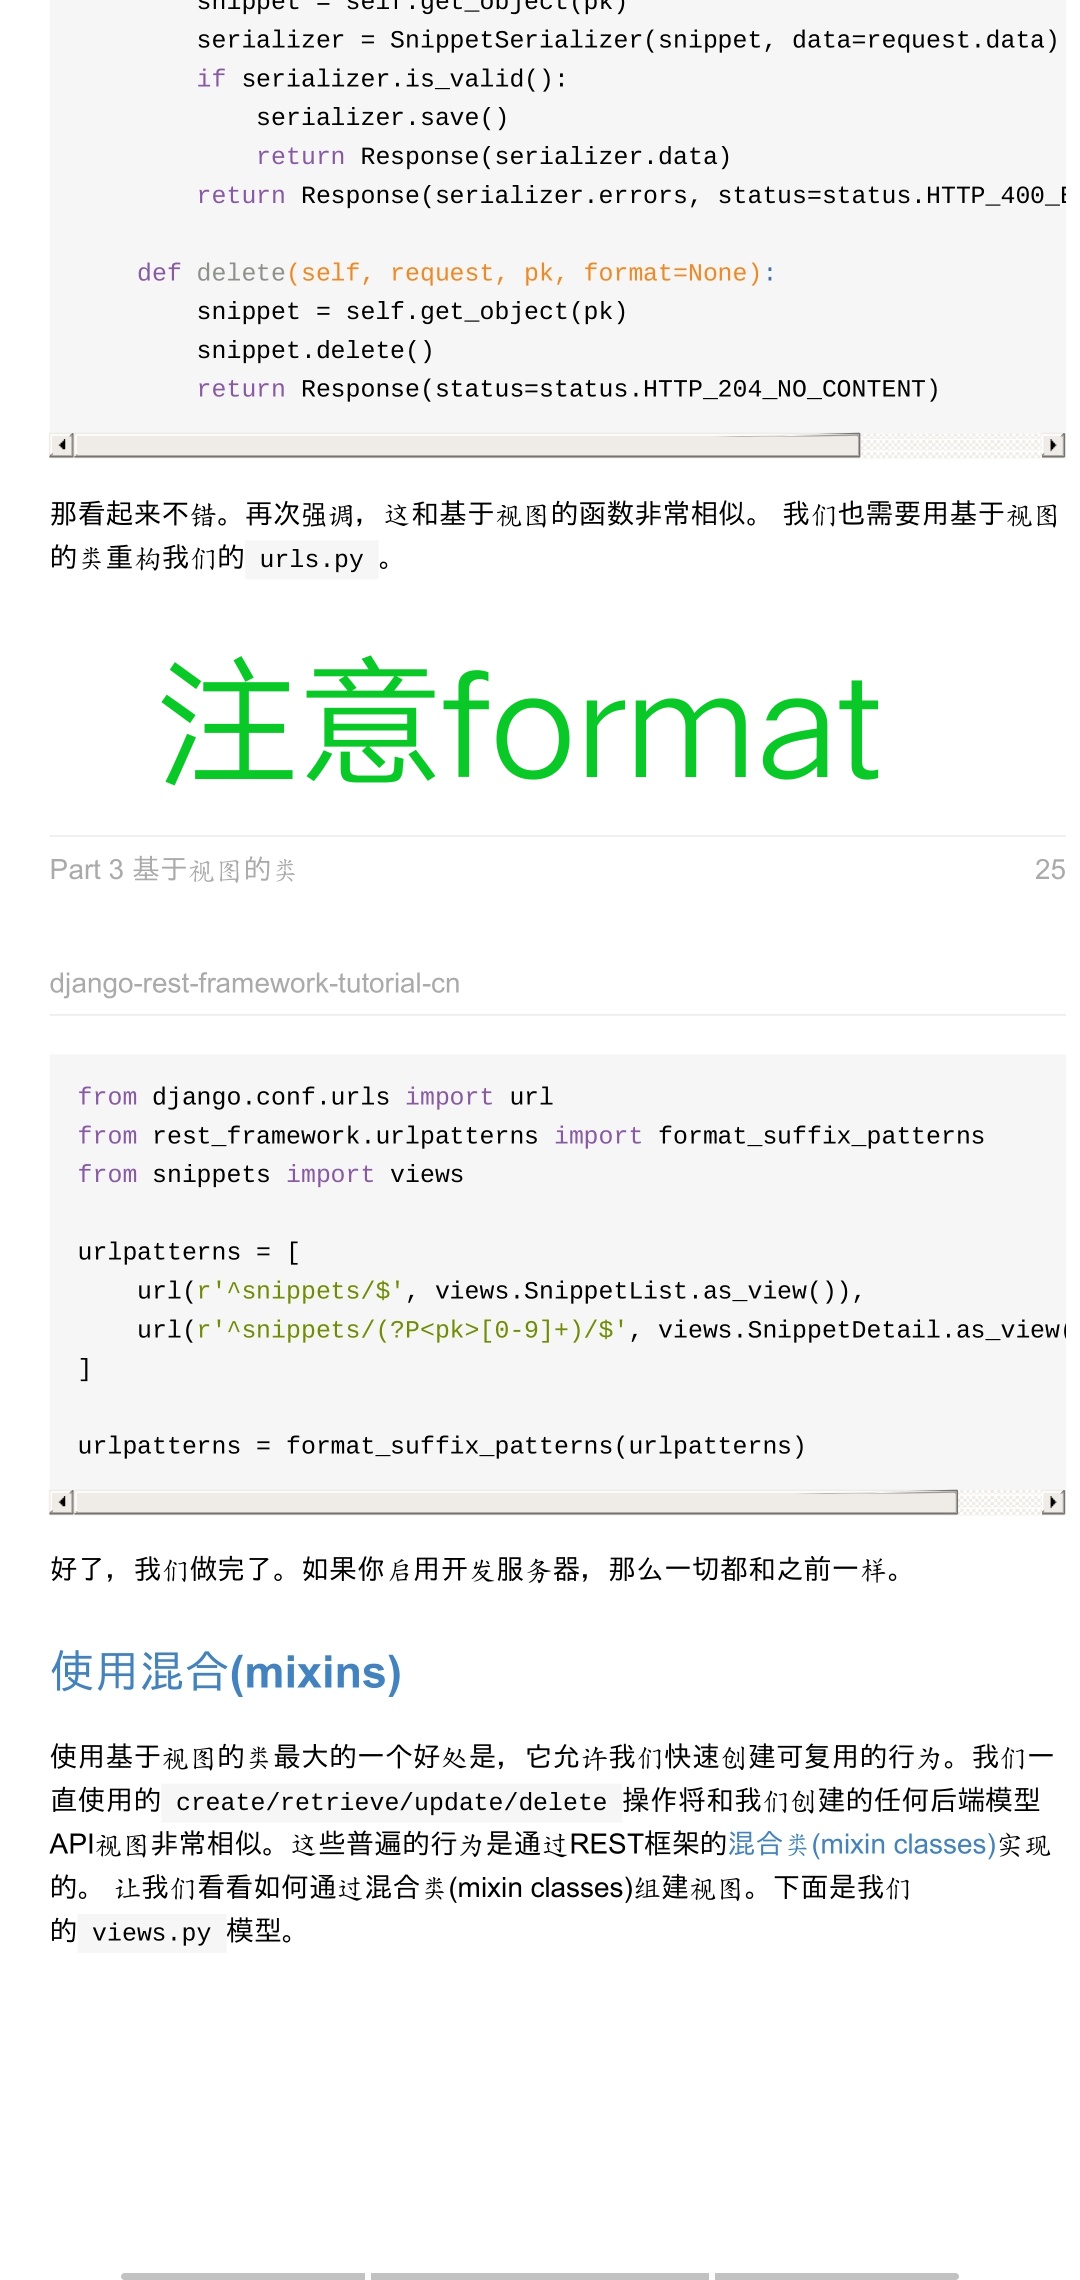 snippet = self.get_object(pk)
serializer = SnippetSerializer(snippet, data=request.data)
if serializer.is_valid():
serializer.save()
return Response(serializer.data)
return Response(serializer.errors, status=status.HTTP_400_
def delete(self, request, pk, format=None):
snippet = self.get_object(pk)
snippet.delete()
return Response(status=status.HTTP_204_NO_CONTENT)
那看起来不错。再次强调，这和基于视图的函数非常相似。 我们也需要用基于视图
的类重构我们的 urls.py 。
注意format
Part 3 基于视图的类 25
django-rest-framework-tutorial-cn
from django.conf.urls import url
from rest_framework.urlpatterns import format_suffix_patterns
from snippets import views
urlpatterns = [
url(r'^snippets/$', views.SnippetList.as_view()),
url(r'^snippets/(?P<pk>[0-9]+)/$', views.SnippetDetail.as_view(
]
urlpatterns = format_suffix_patterns(urlpatterns)
好了，我们做完了。如果你启用开发服务器，那么一切都和之前一样。
使用混合(mixins)
使用基于视图的类最大的一个好处是，它允许我们快速创建可复用的行为。我们一
直使用的 create/retrieve/update/delete 操作将和我们创建的任何后端模型
API视图非常相似。这些普遍的行为是通过REST框架的混合类(mixin classes)实现
的。 让我们看看如何通过混合类(mixin classes)组建视图。下面是我们
的 views.py 模型。